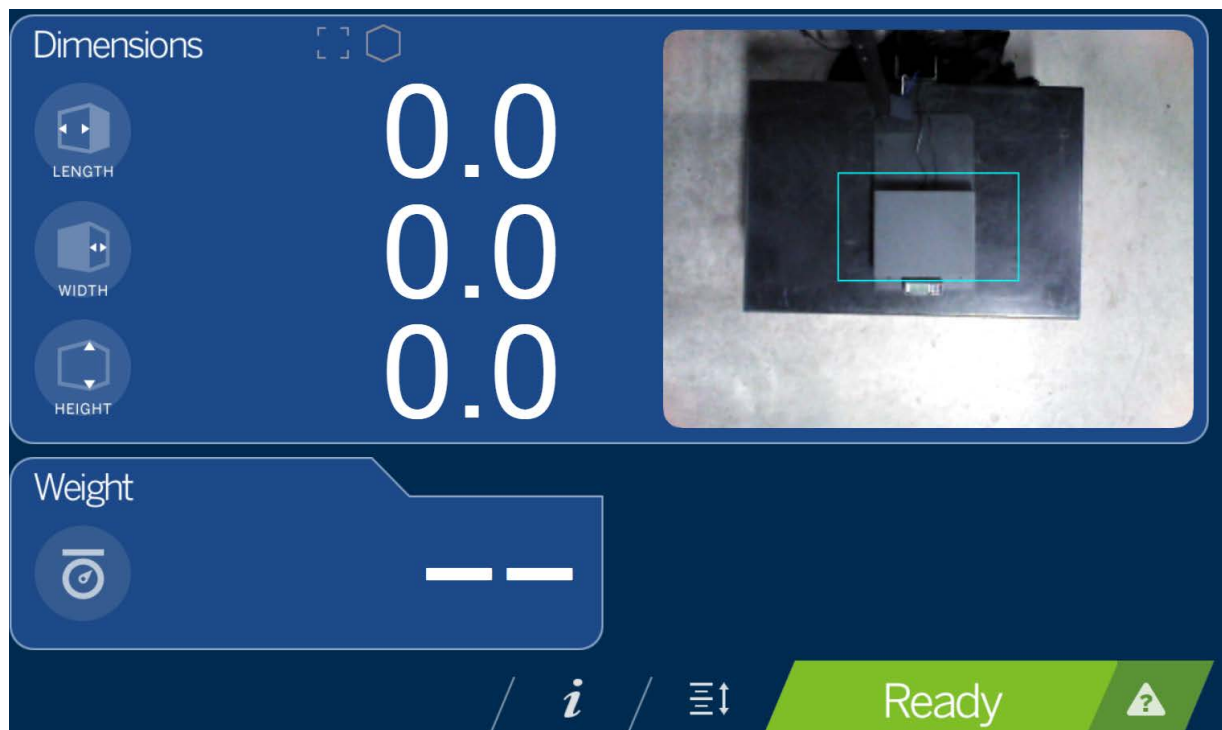 Dimensions
LENGTH
0.0
WIDTH
0.0
HEIGHT
0.0
Weight
--
i
Ready
?